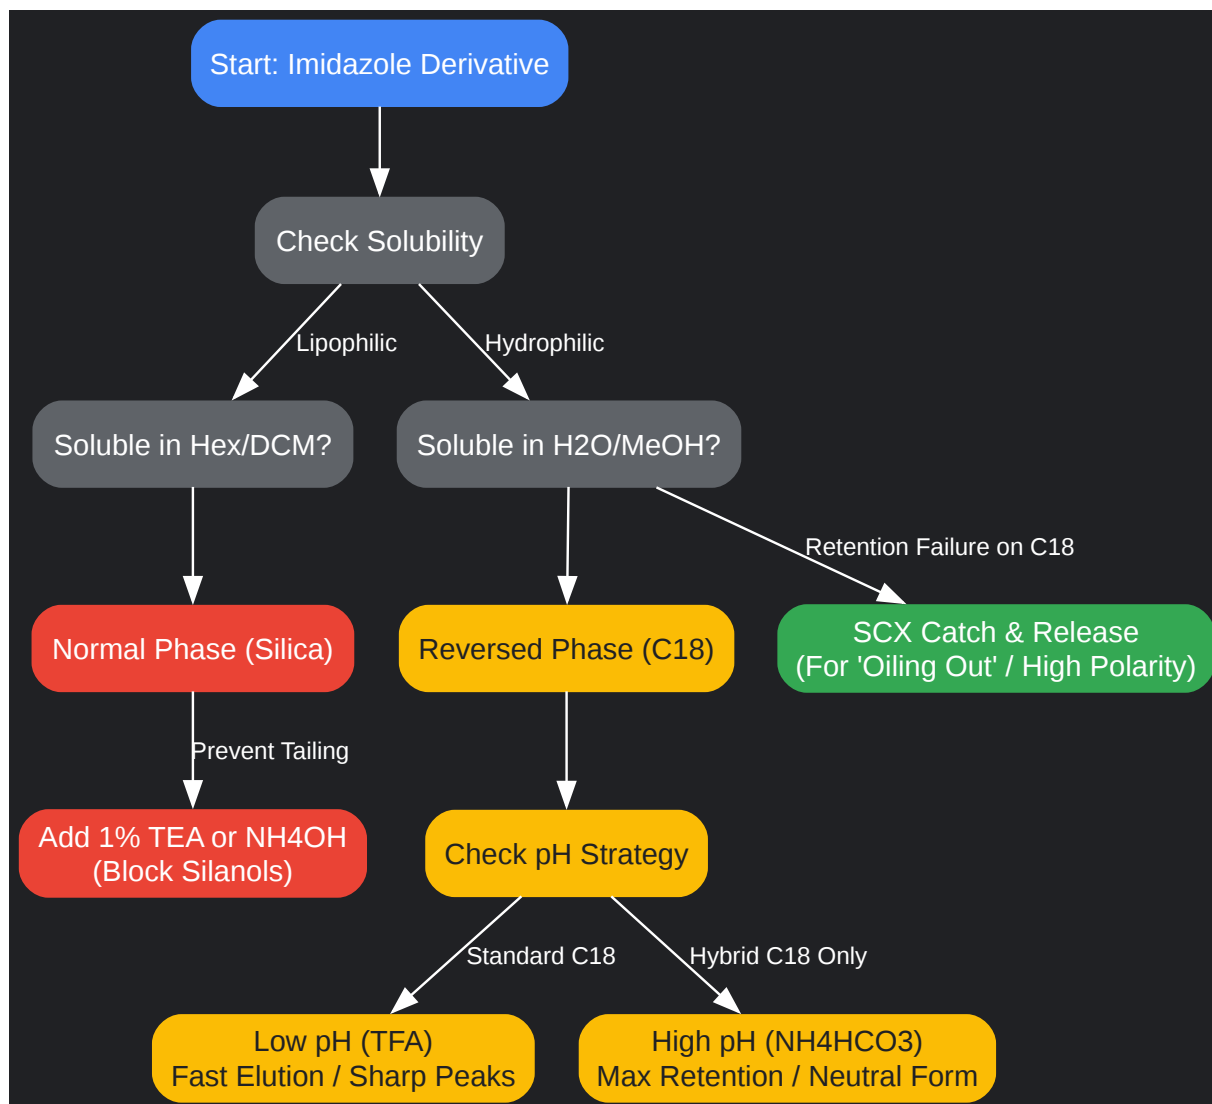 Start: Imidazole Derivative
Check Solubility
Lipophilic
Hydrophilic
Soluble in Hex/DCM?
Soluble in H2O/MeOH?
Retention Failure on C18
Normal Phase (Silica)
Reversed Phase (C18)
SCX Catch & Release
(For 'Oiling Out' / High Polarity)
Prevent Tailing
Add 1% TEA or NH4OH
(Block Silanols)
Check pH Strategy
Standard C18
Hybrid C18 Only
Low pH (TFA)
Fast Elution / Sharp Peaks
High pH (NH4HCO3)
Max Retention / Neutral Form